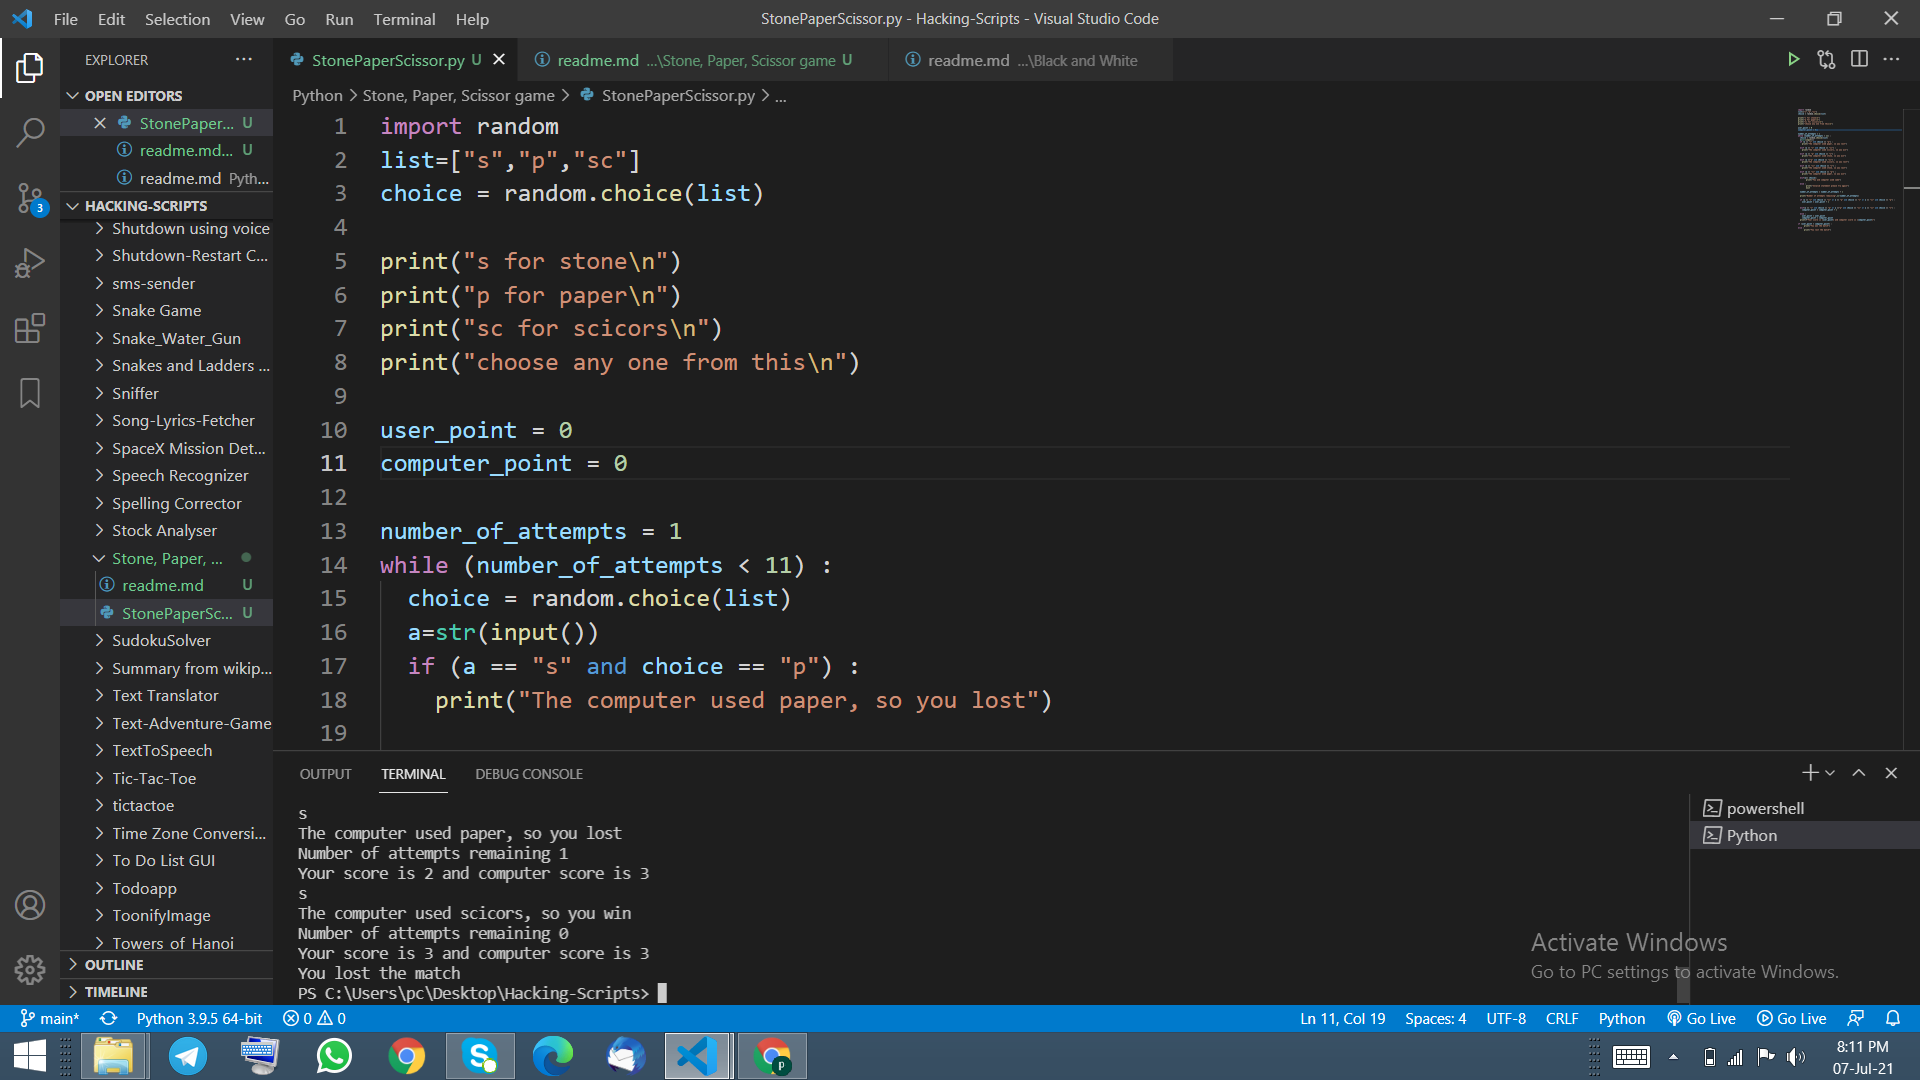 File Edit Selection View Go Run Terminal Help
StonePaperScissor.py - Hacking-Scripts - Visual Studio Code
EXPLORER
StonePaperScissor.py U
readme.md ...\Stone, Paper, Scissor game U
readme.md ...\Black and White
OPEN EDITORS
StonePaper... U
readme.md... U
readme.md Pyth...
HACKING-SCRIPTS
Shutdown using voice
Shutdown-Restart C...
sms-sender
Snake Game
Snake_Water_Gun
Snakes and Ladders ...
Sniffer
Song-Lyrics-Fetcher
SpaceX Mission Det...
Speech Recognizer
Spelling Corrector
Stock Analyser
Stone, Paper, ...
readme.md U
StonePaperSc... U
SudokuSolver
Summary from wikip...
Text Translator
Text-Adventure-Game
TextToSpeech
Tic-Tac-Toe
tictactoe
Time Zone Conversi...
To Do List GUI
Todoapp
ToonifyImage
Towers_of_Hanoi
OUTLINE
TIMELINE
3
Python > Stone, Paper, Scissor game > StonePaperScissor.py > ...
1 import random
2 list=["s","p","sc"]
3 choice = random.choice(list)
4
5 print("s for stone\n")
6 print("p for paper\n")
7 print("sc for scicors\n")
8 print("choose any one from this\n")
9
10 user_point = 0
11 computer_point = 0
12
13 number_of_attempts = 1
14 while (number_of_attempts < 11) :
15 choice = random.choice(list)
16 a=str(input())
17 if (a == "s" and choice == "p") :
18 print("The computer used paper, so you lost")
19
OUTPUT TERMINAL DEBUG CONSOLE
s
The computer used paper, so you lost
Number of attempts remaining 1
Your score is 2 and computer score is 3
s
The computer used scicors, so you win
Number of attempts remaining 0
Your score is 3 and computer score is 3
You lost the match
PS C:\Users\pc\Desktop\Hacking-Scripts>
powershell
Python
Activate Windows
Go to PC settings to activate Windows.
main* Python 3.9.5 64-bit 0 0
Ln 11, Col 19 Spaces: 4 UTF-8 CRLF Python Go Live Go Live
p
8:11 PM
07-Jul-21